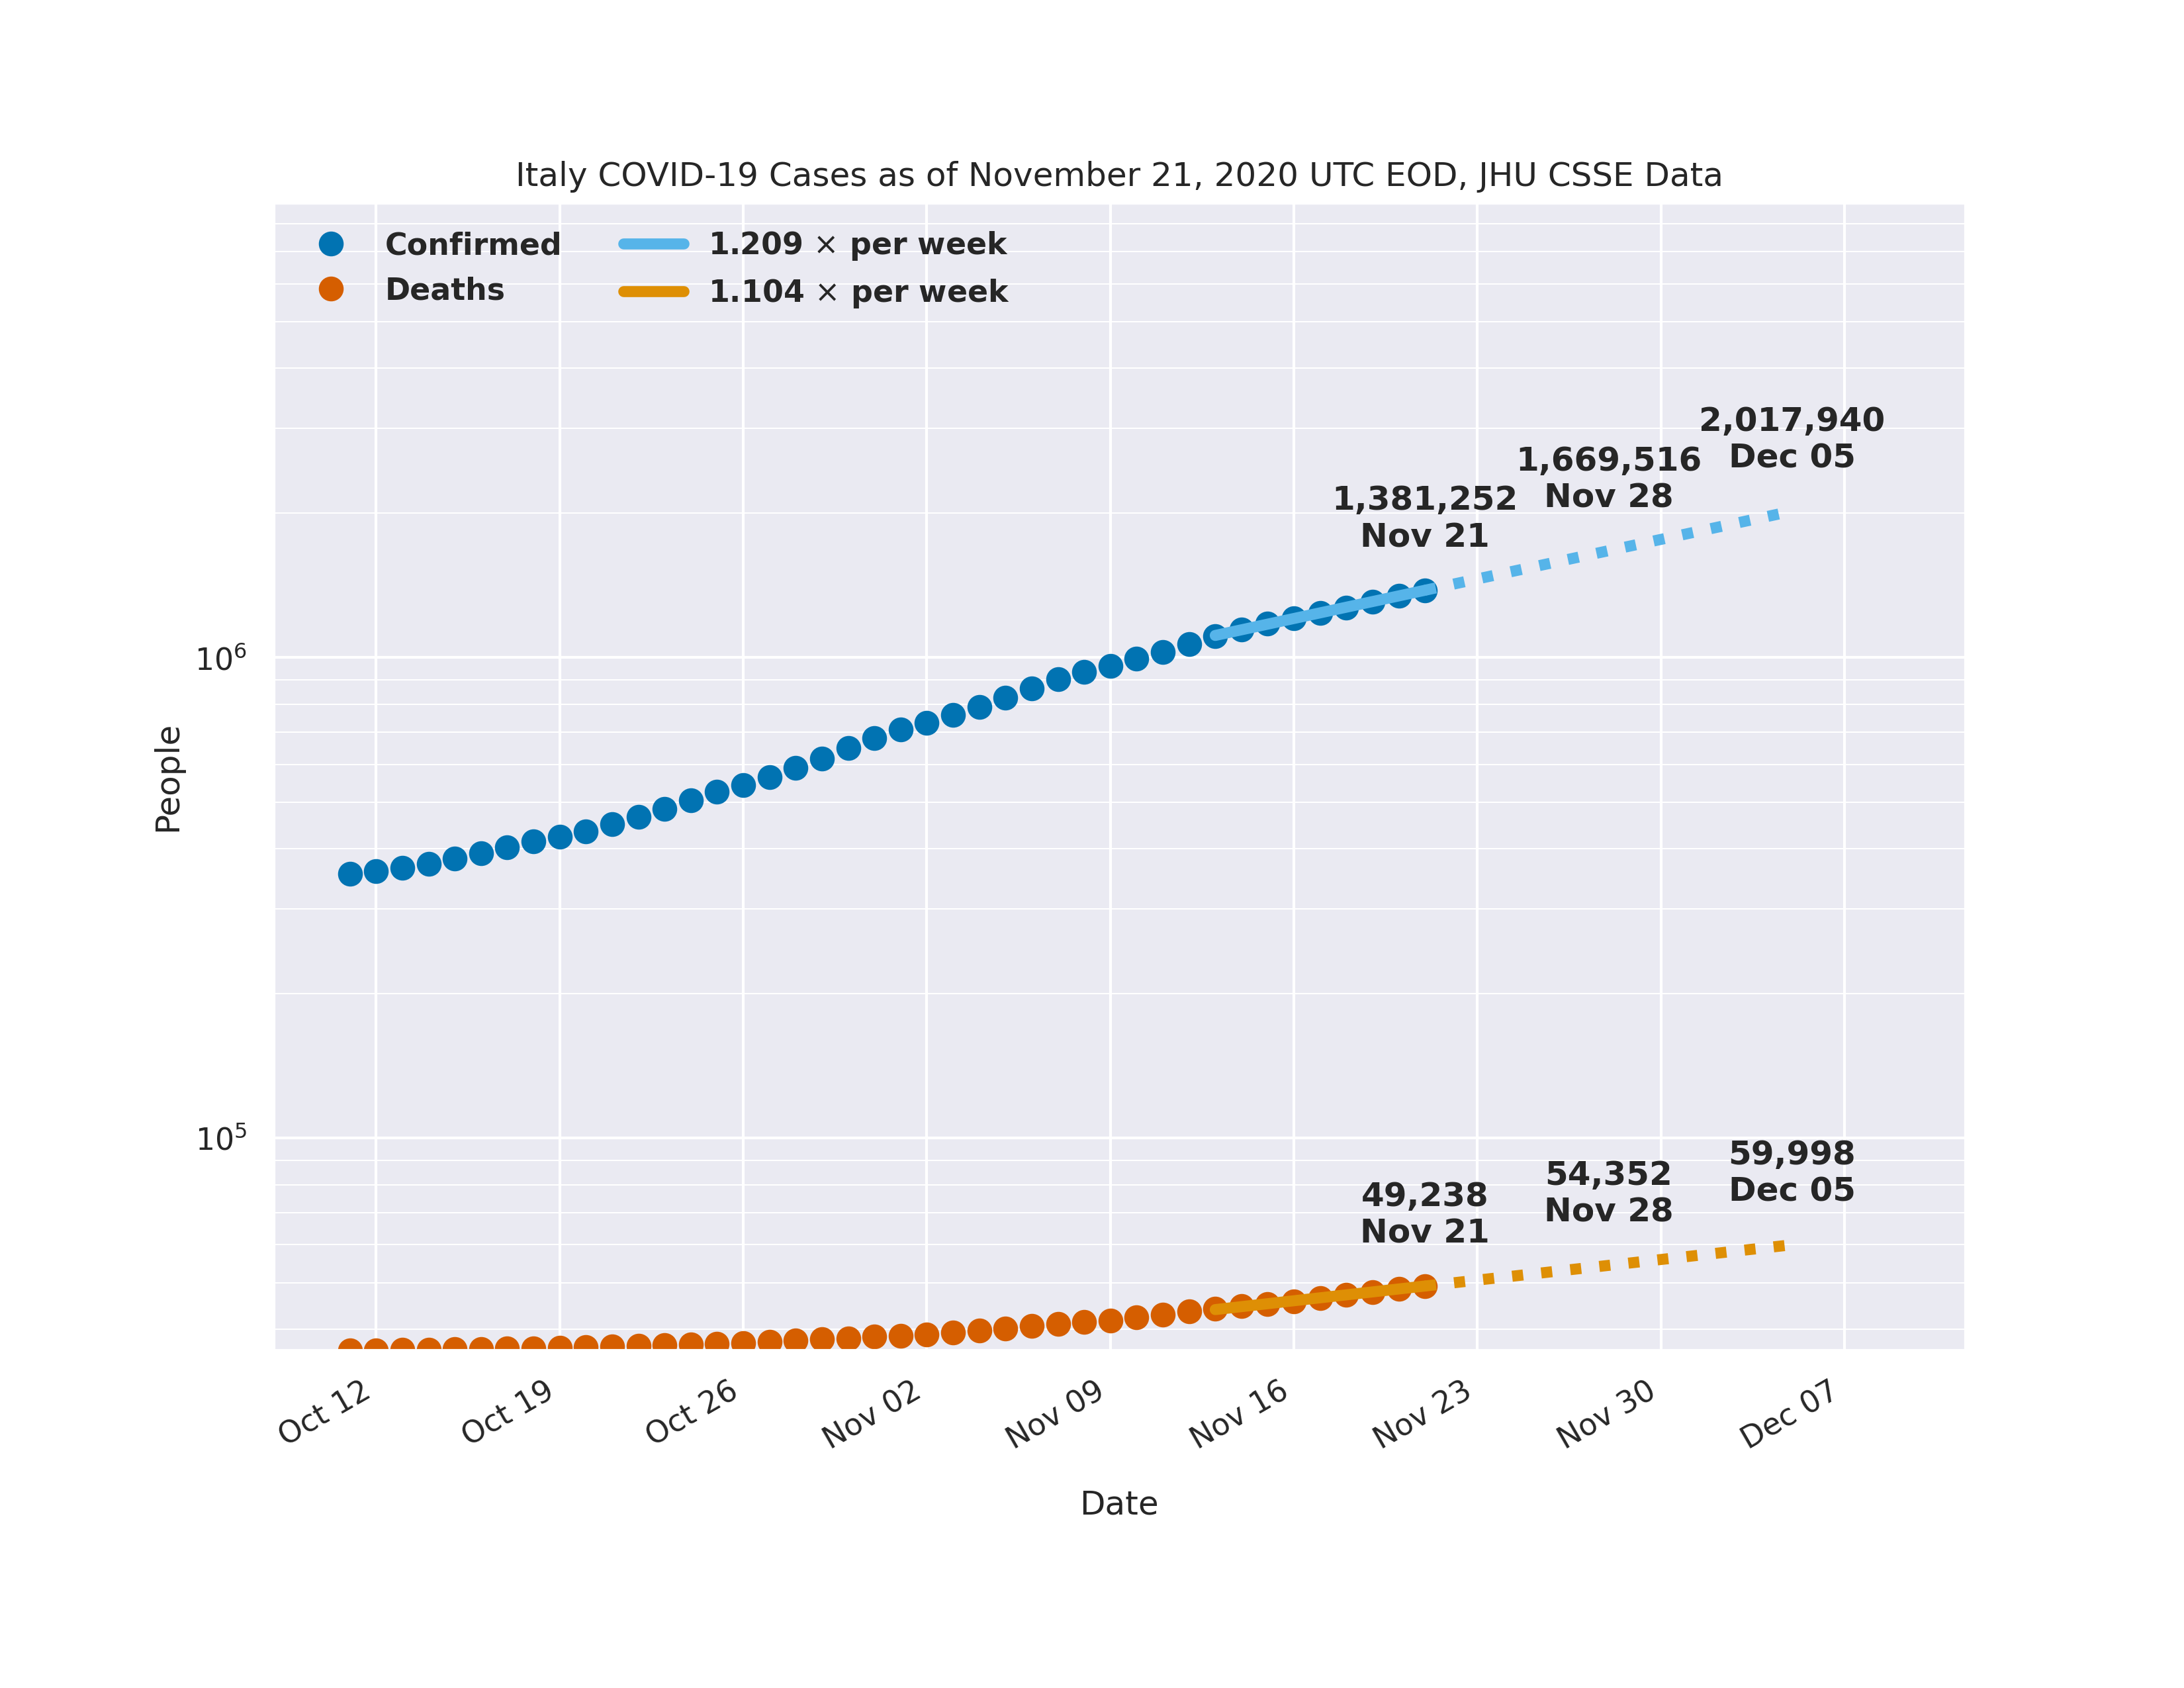 Italy COVID-19 Cases as of November 21, 2020 UTC EOD, JHU CSSE Data
Confirmed
Deaths
1.209 × per week
1.104 × per week
2,017,940
Dec 05
1,669,516
Nov 28
1,381,252
Nov 21
10⁶
People
10⁵
59,998
Dec 05
54,352
Nov 28
49,238
Nov 21
Oct 12
Oct 19
Oct 26
Nov 02
Nov 09
Nov 16
Nov 23
Nov 30
Dec 07
Date